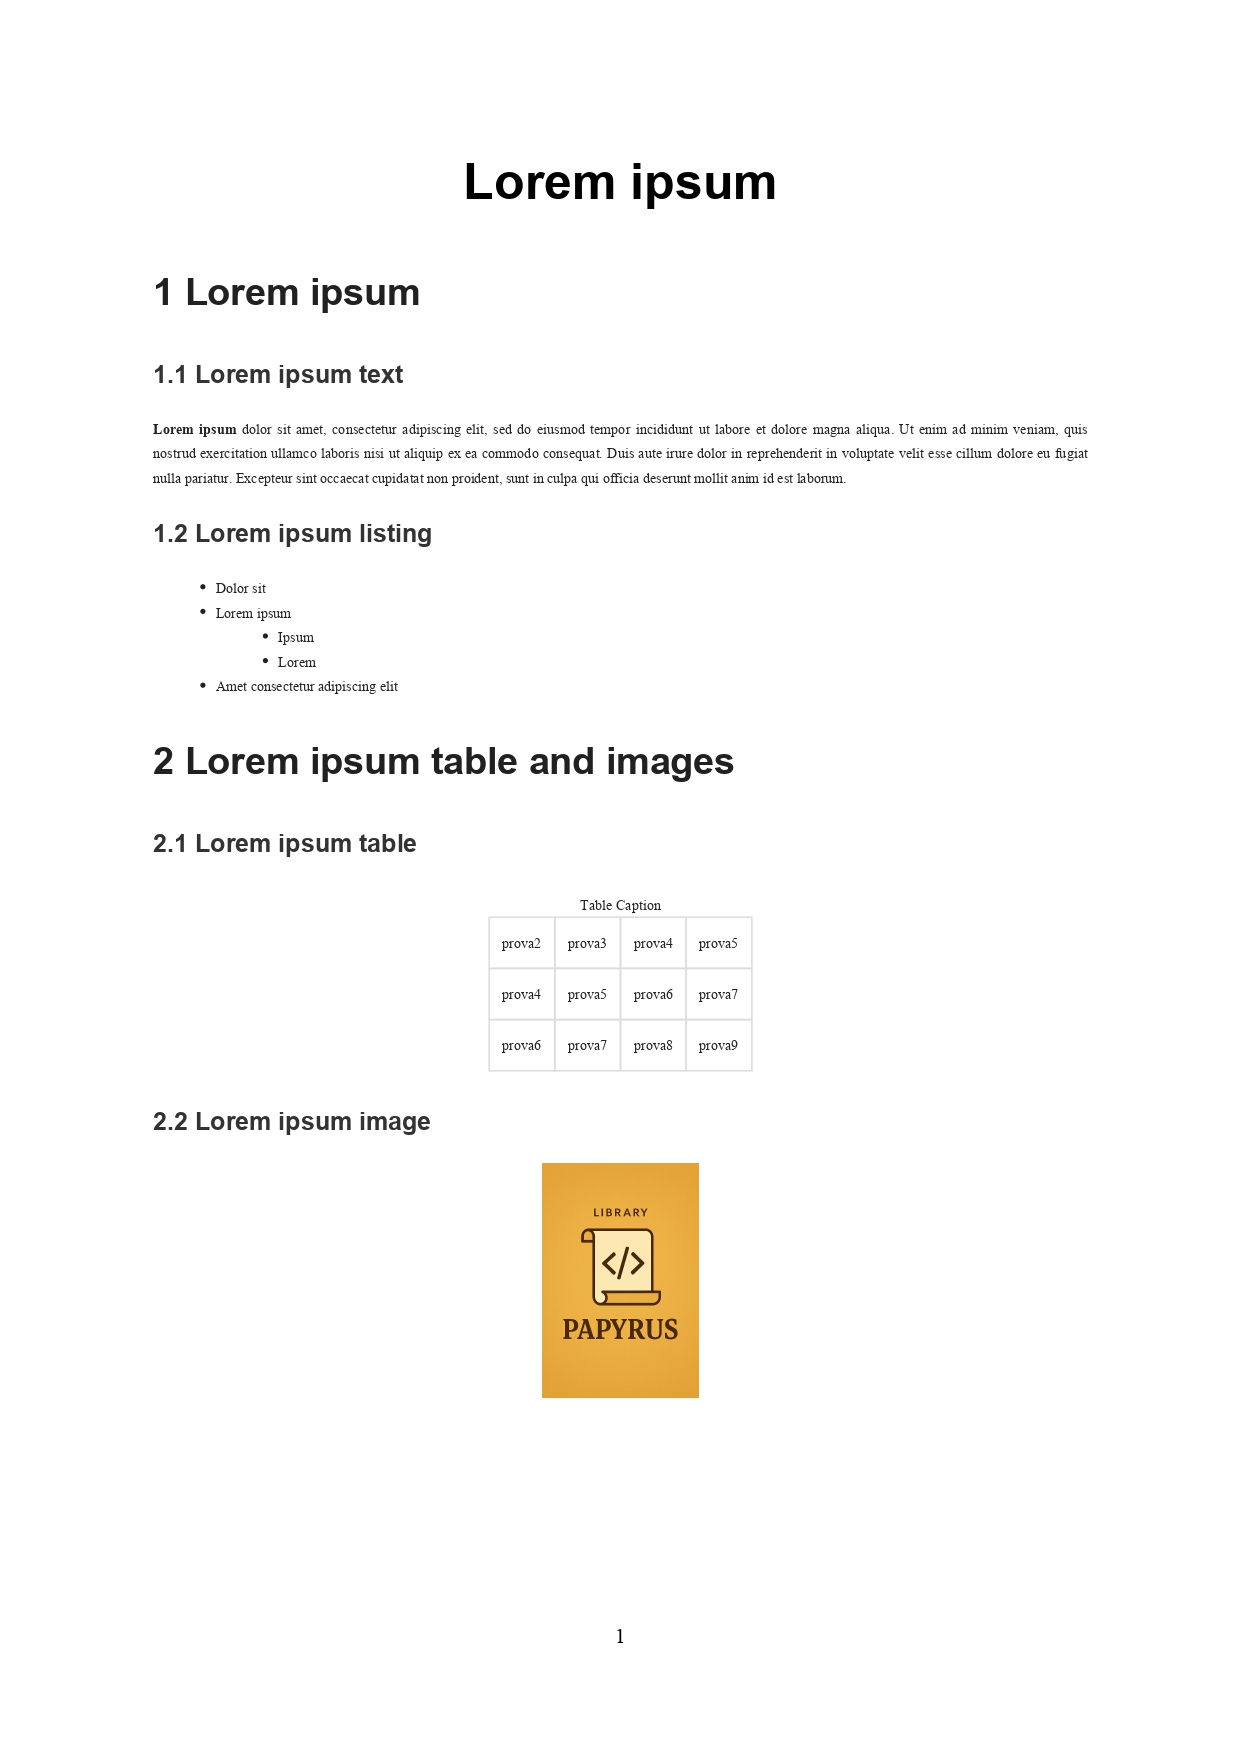 Lorem ipsum
1 Lorem ipsum
1.1 Lorem ipsum text
Lorem ipsum dolor sit amet, consectetur adipiscing elit, sed do eiusmod tempor incididunt ut labore et dolore magna aliqua. Ut enim ad minim veniam, quis
nostrud exercitation ullamco laboris nisi ut aliquip ex ea commodo consequat. Duis aute irure dolor in reprehenderit in voluptate velit esse cillum dolore eu fugiat
nulla pariatur. Excepteur sint occaecat cupidatat non proident, sunt in culpa qui officia deserunt mollit anim id est laborum.
1.2 Lorem ipsum listing
• Dolor sit
• Lorem ipsum
• Ipsum
• Lorem
• Amet consectetur adipiscing elit
2 Lorem ipsum table and images
2.1 Lorem ipsum table
Table Caption
prova2 prova3 prova4 prova5
prova4 prova5 prova6 prova7
prova6 prova7 prova8 prova9
2.2 Lorem ipsum image
LIBRARY
</>
PAPYRUS
1